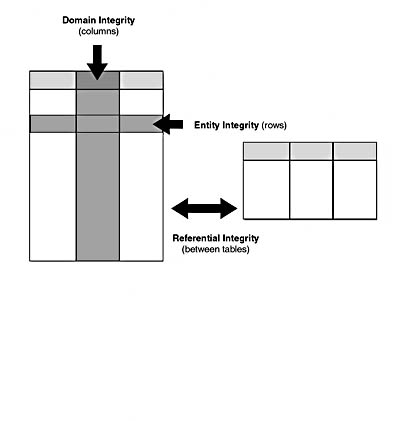 Domain Integrity
(columns)
Entity Integrity (rows)
Referential Integrity
(between tables)